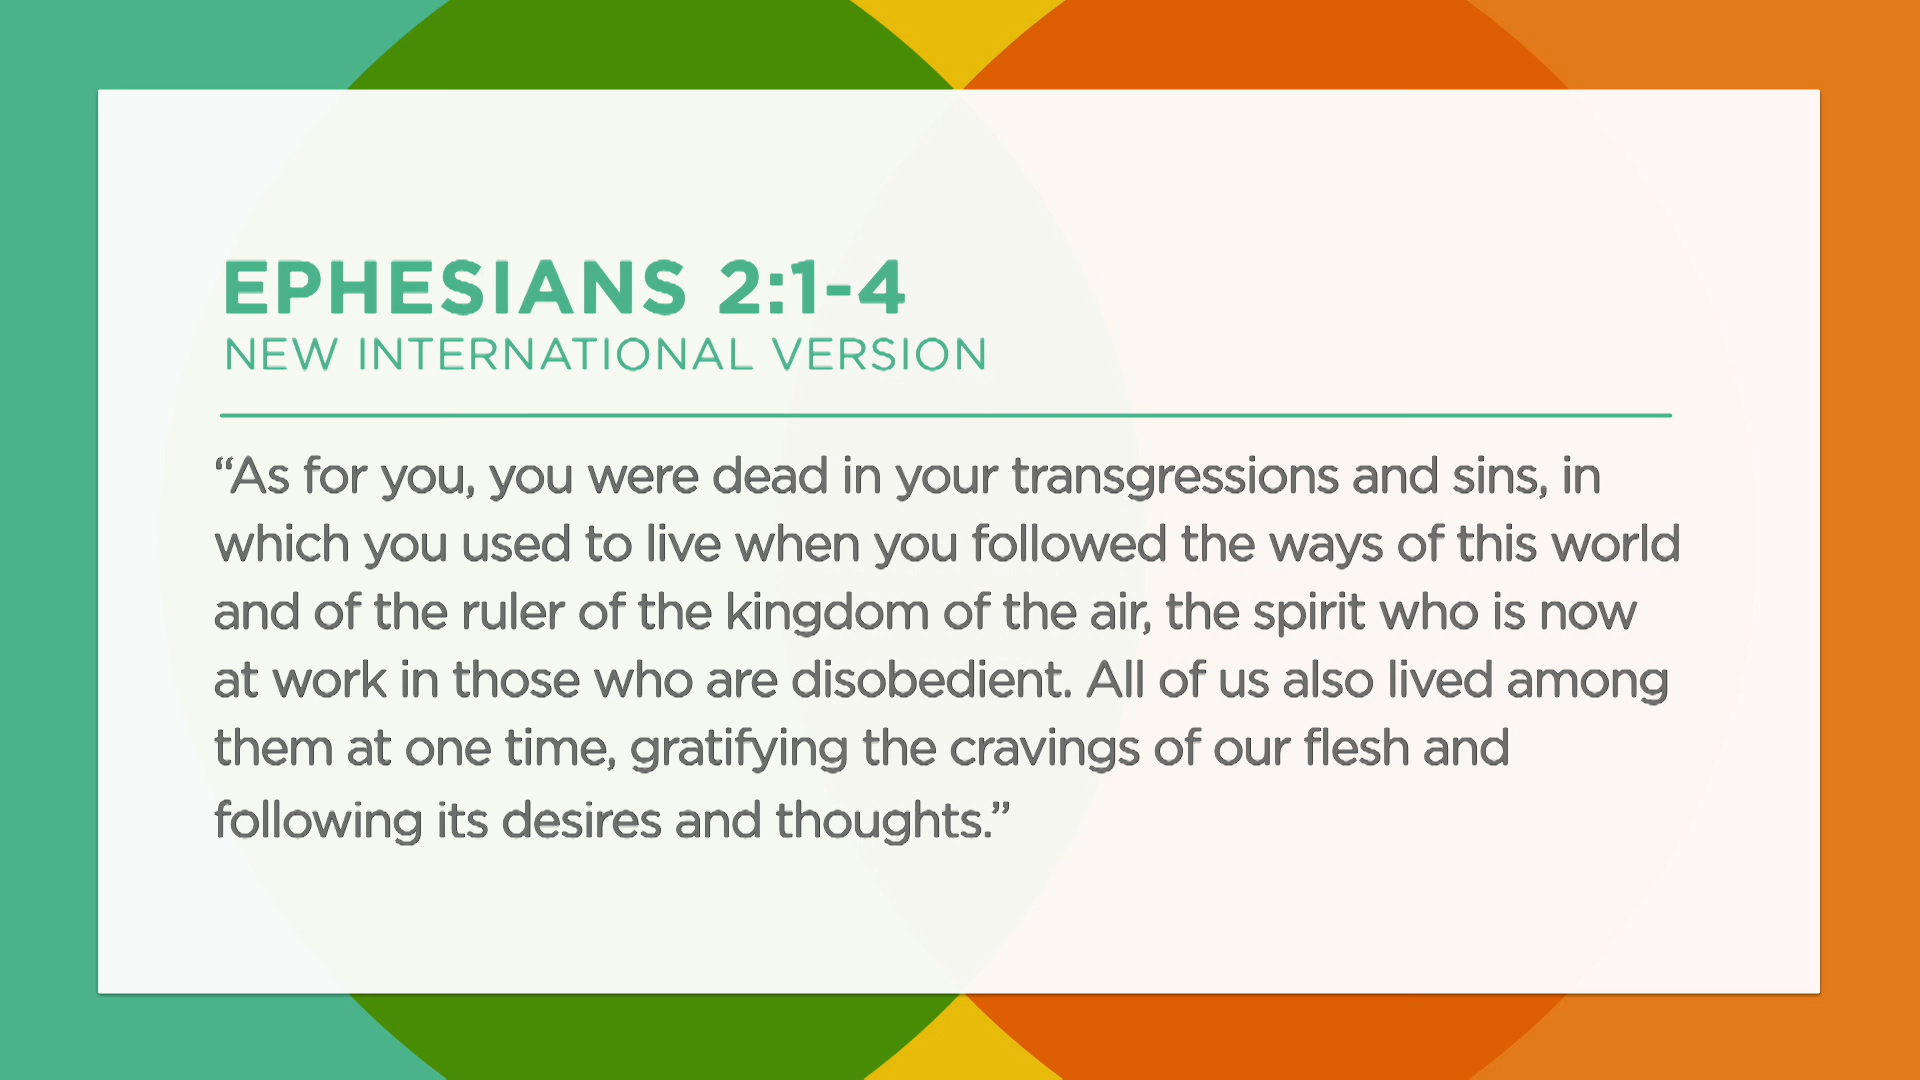 EPHESIANS 2:1-4
NEW INTERNATIONAL VERSION
“As for you, you were dead in your transgressions and sins, in
which you used to live when you followed the ways of this world
and of the ruler of the kingdom of the air, the spirit who is now
at work in those who are disobedient. All of us also lived among
them at one time, gratifying the cravings of our flesh and
following its desires and thoughts.”